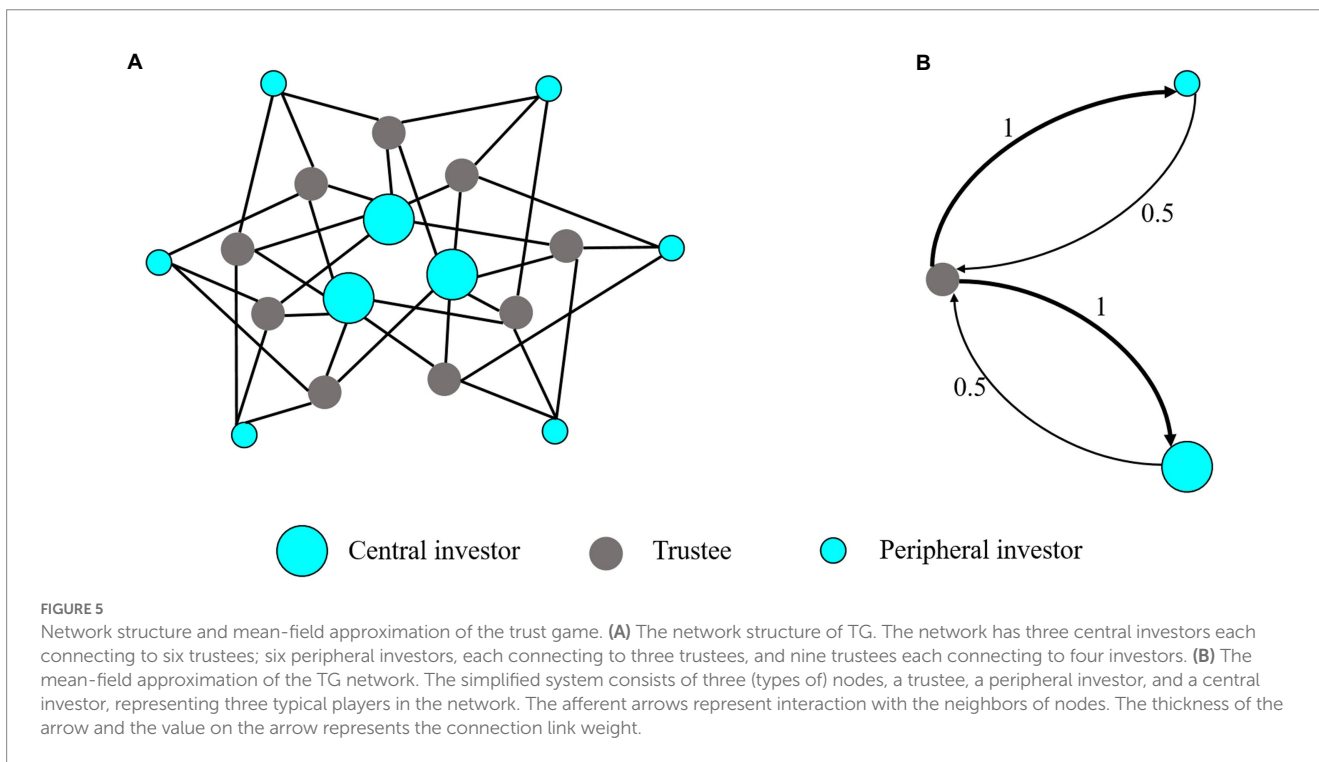 A
B
1
0.5
1
0.5
Central investor
Trustee
Peripheral investor
FIGURE 5
Network structure and mean-field approximation of the trust game. (A) The network structure of TG. The network has three central investors each
connecting to six trustees; six peripheral investors, each connecting to three trustees, and nine trustees each connecting to four investors. (B) The
mean-field approximation of the TG network. The simplified system consists of three (types of) nodes, a trustee, a peripheral investor, and a central
investor, representing three typical players in the network. The afferent arrows represent interaction with the neighbors of nodes. The thickness of the
arrow and the value on the arrow represents the connection link weight.